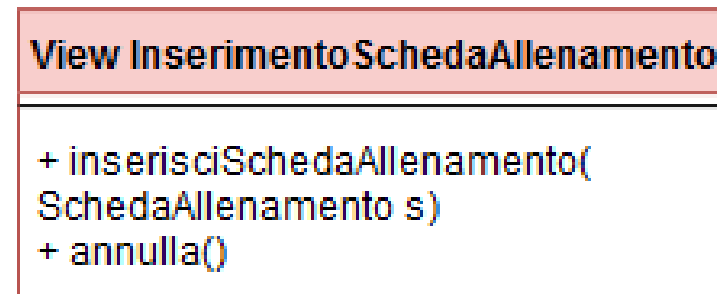 View InserimentoSchedaAllenamento
+ inserisciSchedaAllenamento(
SchedaAllenamento s)
+ annulla()